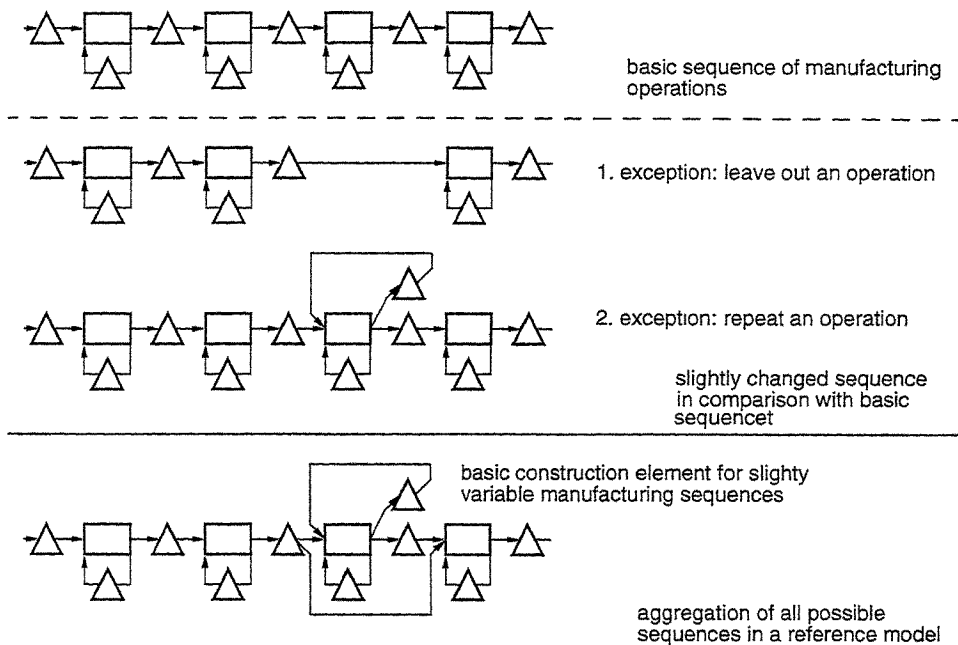 basic sequence of manufacturing
operations
1. exception: leave out an operation
2. exception: repeat an operation
slightly changed sequence
in comparison with basic
sequencet
basic construction element for slighty
variable manufacturing sequences
aggregation of all possible
sequences in a reference model